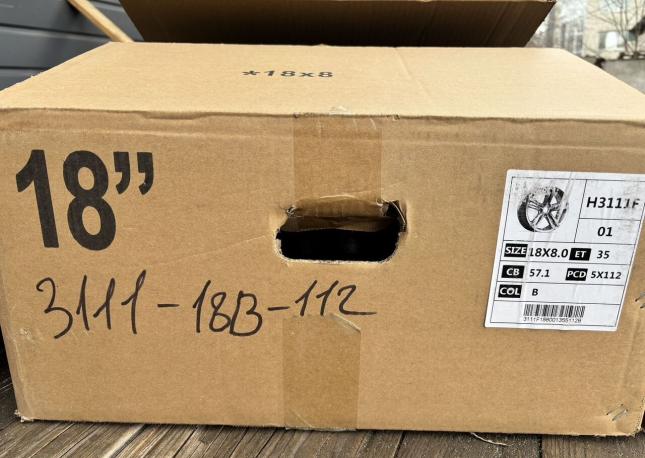 *18x8
18”
3111-18B-112
H3111F
01
SIZE 18X8.0 ET 35
CB 57.1 PCD 5X112
COL B